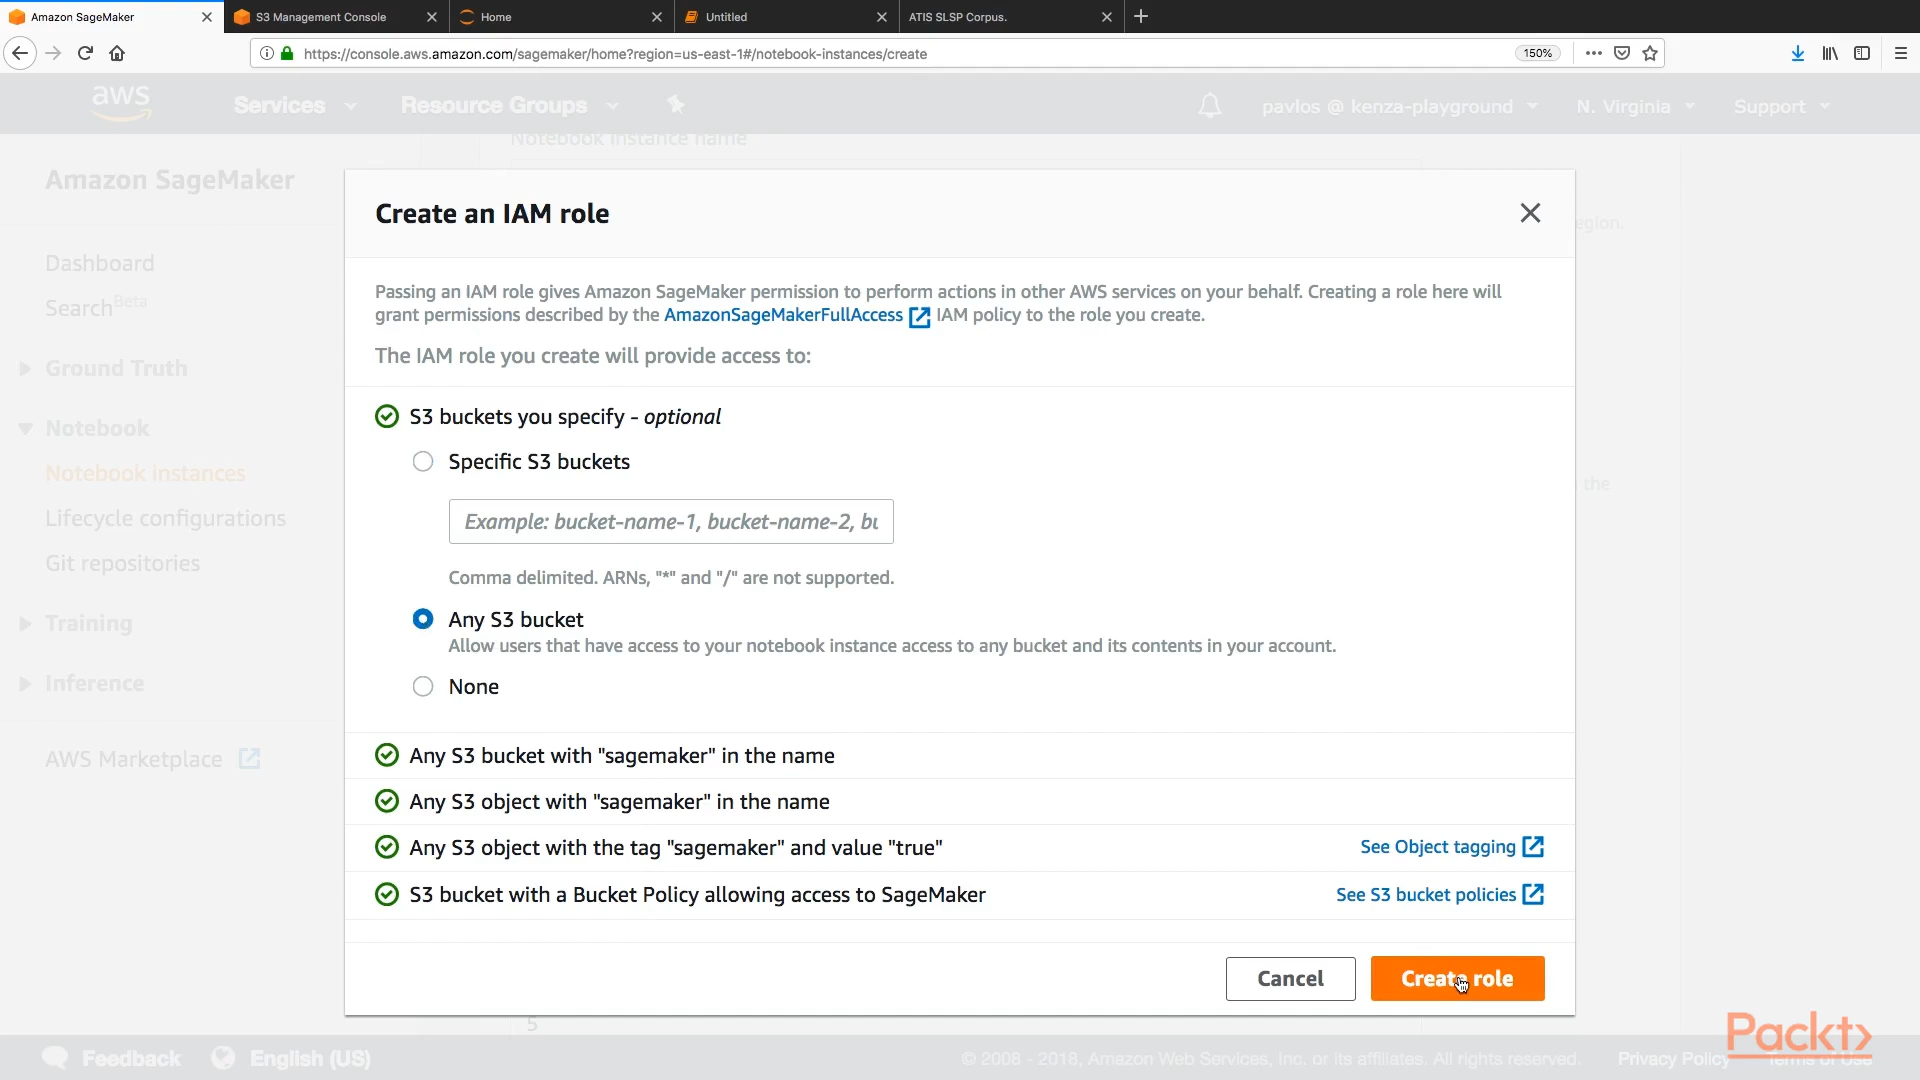 Amazon SageMaker
S3 Management Console
Home
Untitled
ATIS SLSP Corpus.
https://console.aws.amazon.com/sagemaker/home?region=us-east-1#/notebook-instances/create
150%
aws
Services
Resource Groups
pavlos @ kenza-playground
N. Virginia
Support
Notebook instance name
Amazon SageMaker
Dashboard
Search Beta
Ground Truth
Notebook
Notebook instances
Lifecycle configurations
Git repositories
Training
Inference
AWS Marketplace
Create an IAM role
egion.
Passing an IAM role gives Amazon SageMaker permission to perform actions in other AWS services on your behalf. Creating a role here will
grant permissions described by the AmazonSageMakerFullAccess IAM policy to the role you create.
The IAM role you create will provide access to:
S3 buckets you specify - optional
Specific S3 buckets
the
Example: bucket-name-1, bucket-name-2, bu
Comma delimited. ARNs, "*" and "/" are not supported.
Any S3 bucket
Allow users that have access to your notebook instance access to any bucket and its contents in your account.
None
Any S3 bucket with "sagemaker" in the name
Any S3 object with "sagemaker" in the name
Any S3 object with the tag "sagemaker" and value "true"
See Object tagging
S3 bucket with a Bucket Policy allowing access to SageMaker
See S3 bucket policies
Cancel
Create role
5
Packt>
Feedback
English (US)
© 2008 - 2018, Amazon Web Services, Inc. or its affiliates. All rights reserved.
Privacy Policy
Terms of Use